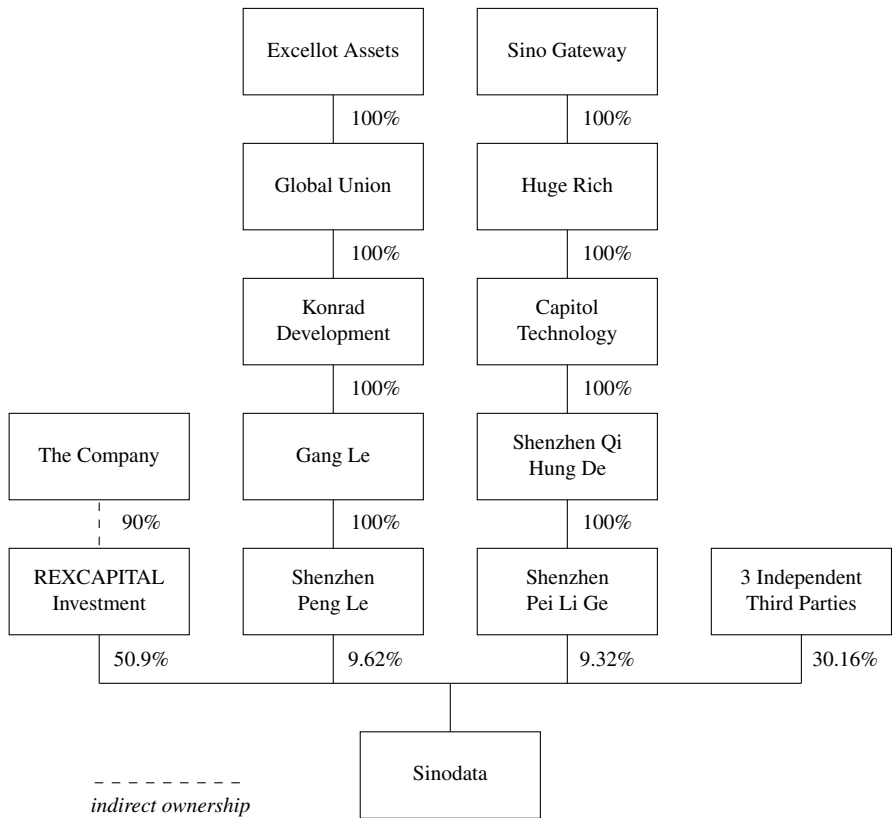 Excellot Assets
Sino Gateway
100%
100%
Global Union
Huge Rich
100%
100%
Konrad
Development
Capitol
Technology
100%
100%
The Company
Gang Le
Shenzhen Qi
Hung De
90%
100%
100%
REXCAPITAL
Investment
Shenzhen
Peng Le
Shenzhen
Pei Li Ge
3 Independent
Third Parties
50.9%
9.62%
9.32%
30.16%
Sinodata
indirect ownership